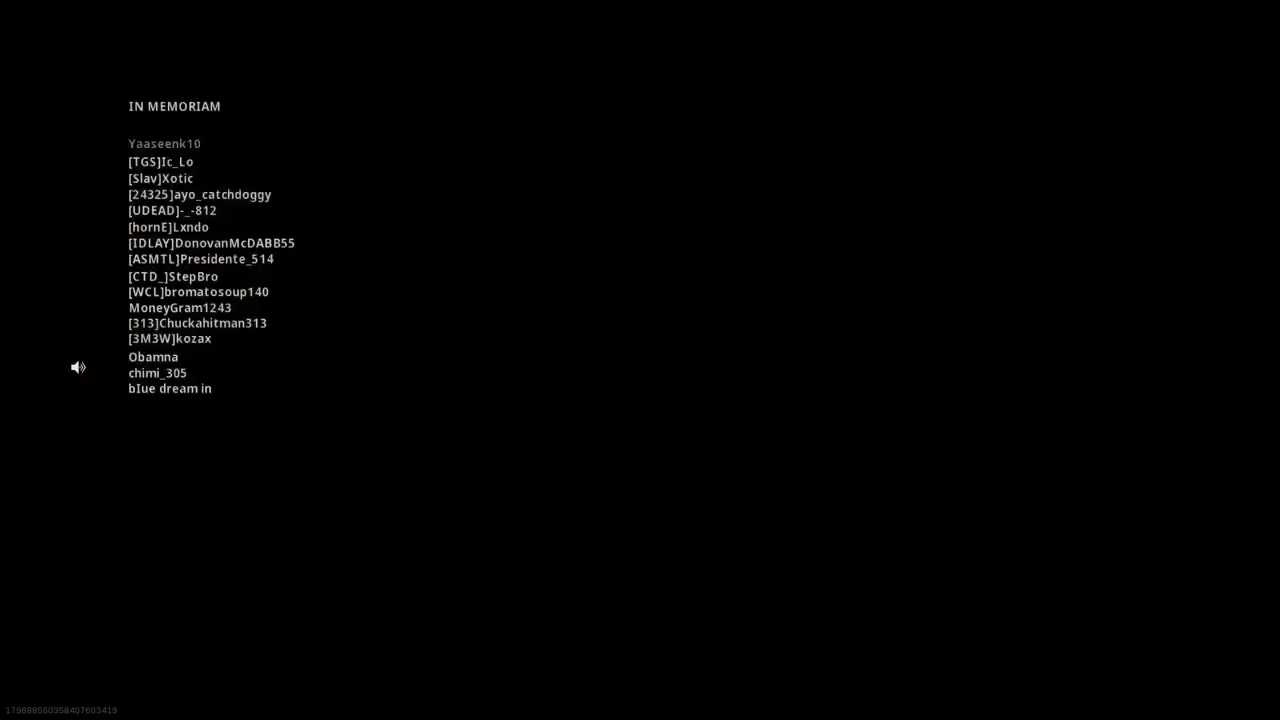 IN MEMORIAM
Yaaseenk10
[TGS]Ic_Lo
[Slav]Xotic
[24325]ayo_catchdoggy
[UDEAD]-_-812
[hornE]Lxndo
[IDLAY]DonovanMcDABB55
[ASMTL]Presidente_514
[CTD_]StepBro
[WCL]bromatosoup140
MoneyGram1243
[313]Chuckahitman313
[3M3W]kozax
Obamna
chimi_305
bIue dream in